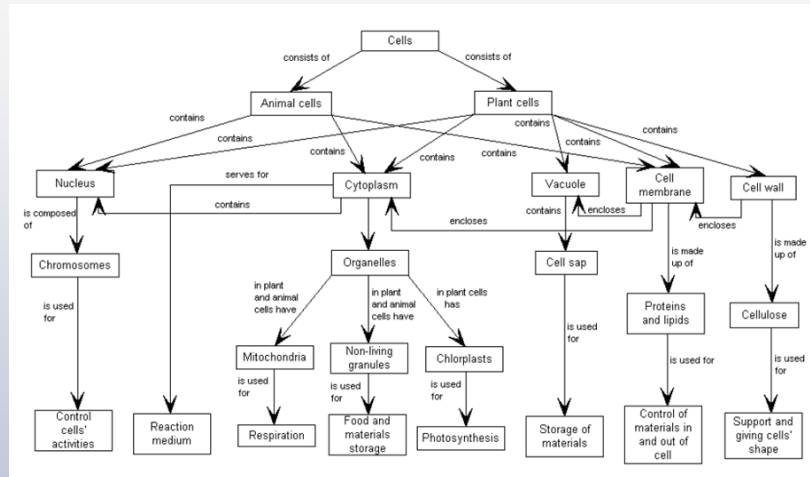 Cells
consists of
consists of
Animal cells
Plant cells
contains
contains
contains
contains
contains
contains
contains
contains
Nucleus
serves for
Cytoplasm
Vacuole
Cell
membrane
Cell wall
is composed
of
contains
encloses
contains
encloses
encloses
Chromosomes
Organelles
Cell sap
is made
up of
is made
up of
is used
for
in plant
and animal
cells have
in plant
and animal
cells have
in plant cells
has
Proteins
and lipids
Cellulose
Mitochondria
Non-living
granules
Chlorplasts
is used
for
is used
for
is used
for
is used
for
is used for
is used
for
Control
cells'
activities
Reaction
medium
Respiration
Food and
materials
storage
Photosynthesis
Storage of
materials
Control of
materials in
and out of
cell
Support and
giving cells'
shape